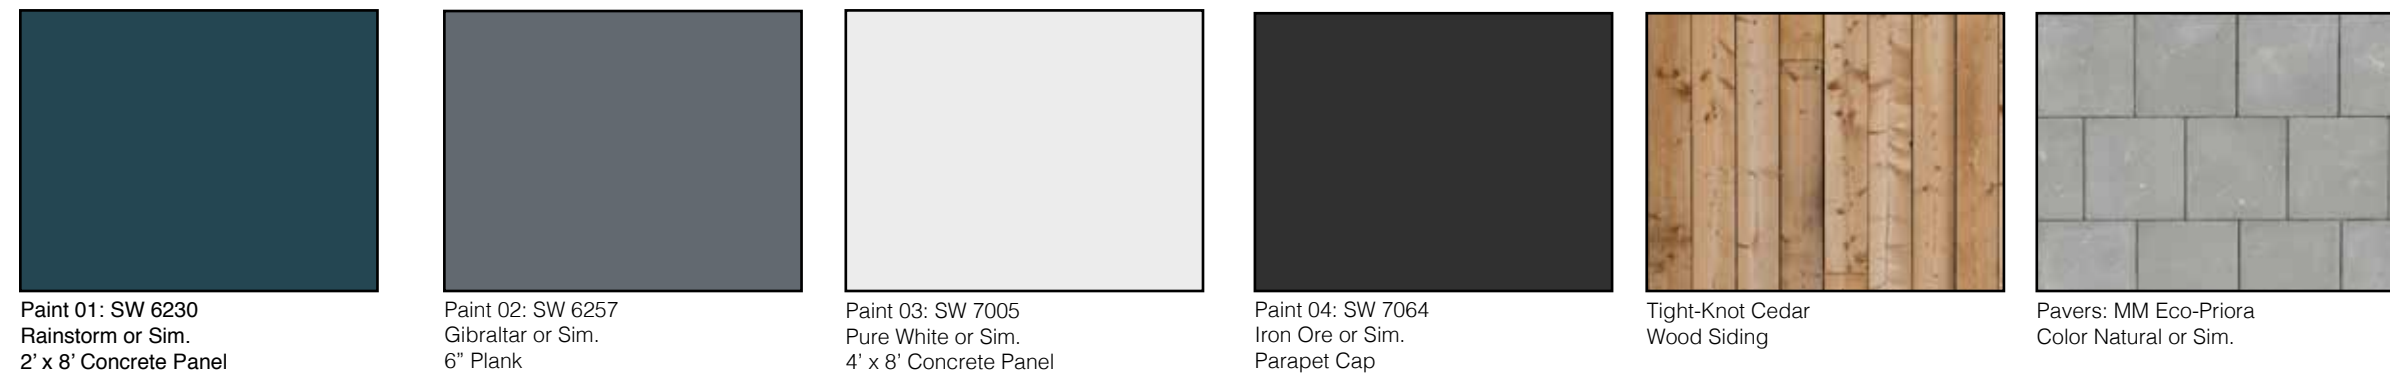 Paint 01: SW 6230
Rainstorm or Sim.
2’ x 8’ Concrete Panel
Paint 02: SW 6257
Gibraltar or Sim.
6” Plank
Paint 03: SW 7005
Pure White or Sim.
4’ x 8’ Concrete Panel
Paint 04: SW 7064
Iron Ore or Sim.
Parapet Cap
Tight-Knot Cedar
Wood Siding
Pavers: MM Eco-Priora
Color Natural or Sim.